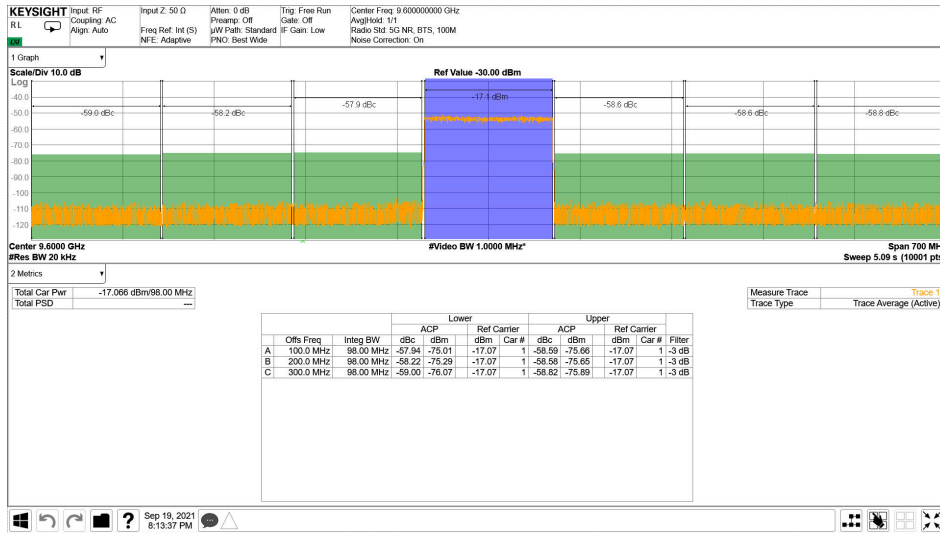 KEYSIGHT Input: RF Input Z: 50 Ω Atten: 0 dB Trig: Free Run Center Freq: 9.600000000 GHz
RL Coupling: AC Preamp: Off Gate: Off Avg|Hold: 1/1
Align: Auto Freq Ref: Int (S) µW Path: Standard IF Gain: Low Radio Std: 5G NR, BTS, 100M
NFE: Adaptive PNO: Best Wide Noise Correction: On
1 Graph
Scale/Div 10.0 dB Ref Value -30.00 dBm
Log
-40.0 -17.1 dBm
-57.9 dBc -58.6 dBc
-50.0 -59.0 dBc -58.2 dBc -58.6 dBc -58.8 dBc
-60.0
-70.0
-80.0
-90.0
-100
-110
-120
Center 9.6000 GHz #Video BW 1.0000 MHz* Span 700 MH
#Res BW 20 kHz Sweep 5.09 s (10001 pts
2 Metrics
Total Car Pwr -17.066 dBm/98.00 MHz Measure Trace Trace 1
Total PSD --- Trace Type Trace Average (Active)
Lower Upper
ACP Ref Carrier ACP Ref Carrier
Offs Freq Integ BW dBc dBm dBm Car # dBc dBm dBm Car # Filter
A 100.0 MHz 98.00 MHz -57.94 -75.01 -17.07 1 -58.59 -75.66 -17.07 1 -3 dB
B 200.0 MHz 98.00 MHz -58.22 -75.29 -17.07 1 -58.58 -75.65 -17.07 1 -3 dB
C 300.0 MHz 98.00 MHz -59.00 -76.07 -17.07 1 -58.82 -75.89 -17.07 1 -3 dB
? Sep 19, 2021
8:13:37 PM